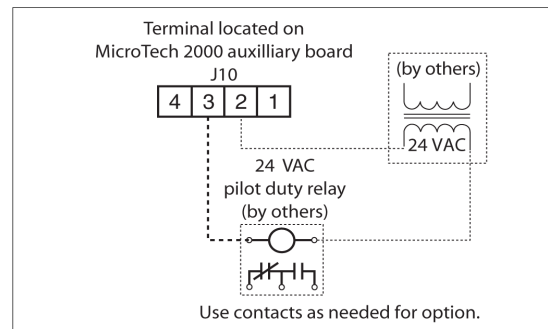 Terminal located on
MicroTech 2000 auxilliary board
J10
4 3 2 1
(by others)
24 VAC
24 VAC
pilot duty relay
(by others)
Use contacts as needed for option.